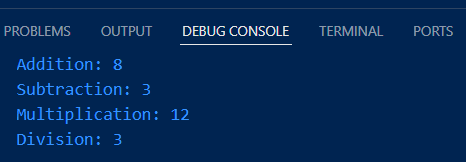 PROBLEMS OUTPUT DEBUG CONSOLE TERMINAL PORTS
Addition: 8
Subtraction: 3
Multiplication: 12
Division: 3